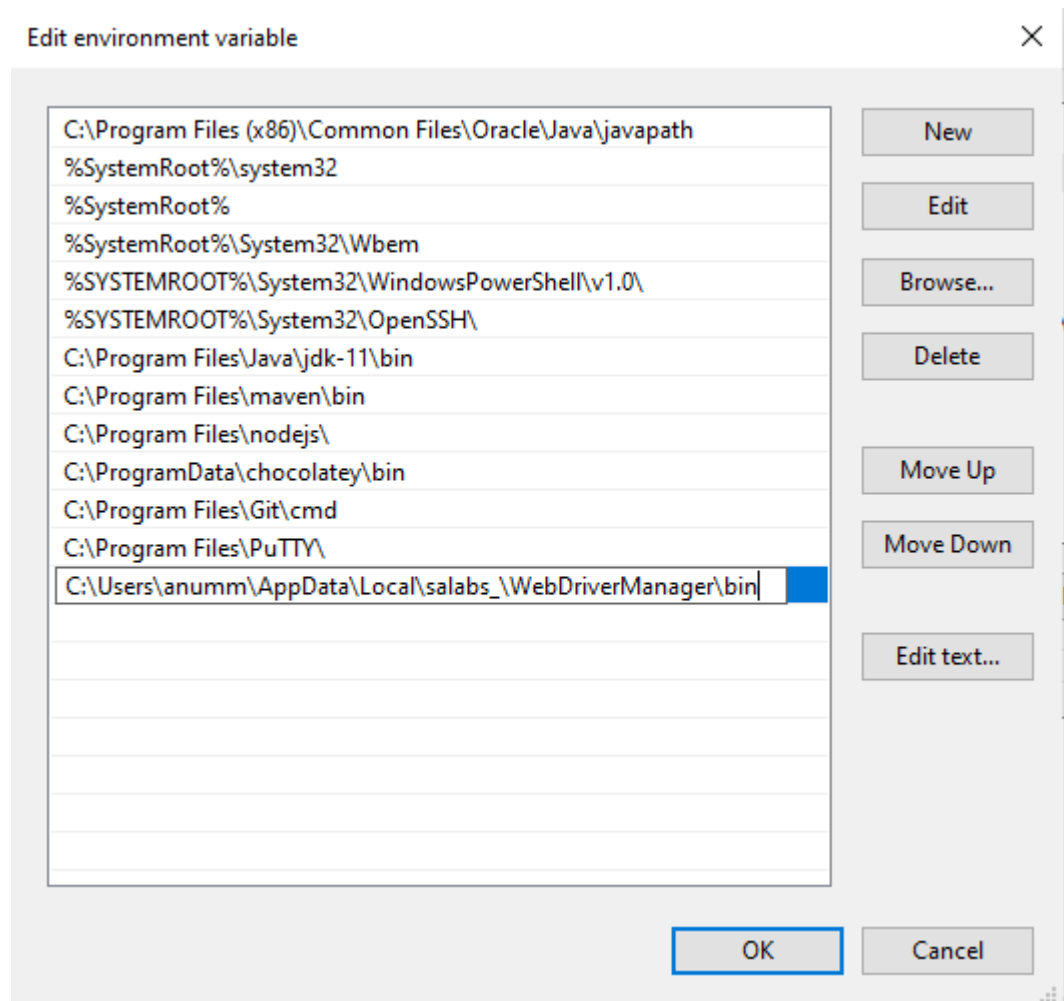 Edit environment variable
C:\Program Files (x86)\Common Files\Oracle\Java\javapath
New
%SystemRoot%\system32
%SystemRoot%
Edit
%SystemRoot%\System32\Wbem
%SYSTEMROOT%\System32\WindowsPowerShell\v1.0\
Browse...
%SYSTEMROOT%\System32\OpenSSH\
C:\Program Files\Java\jdk-11\bin
Delete
C:\Program Files\maven\bin
C:\Program Files\nodejs\
C:\ProgramData\chocolatey\bin
Move Up
C:\Program Files\Git\cmd
C:\Program Files\PuTTY\
Move Down
C:\Users\anumm\AppData\Local\salabs_\WebDriverManager\bin
Edit text...
OK
Cancel